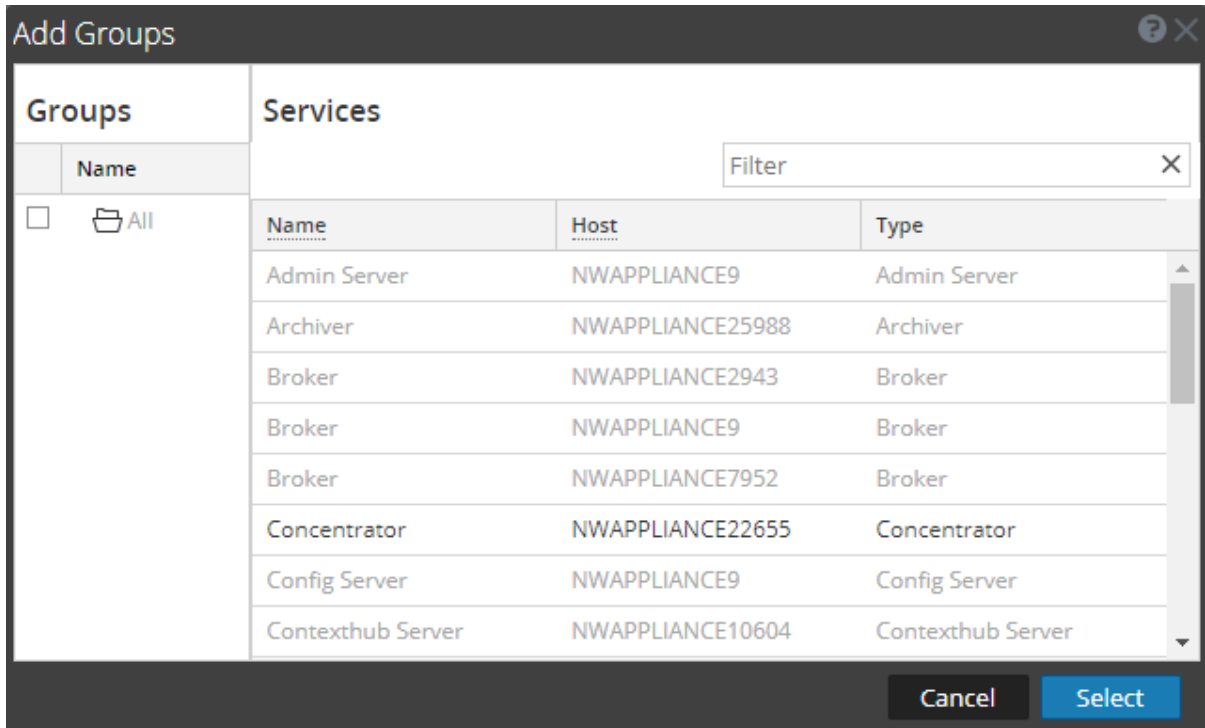 Add Groups
Groups
Services
Name
Filter
All
Name Host Type
Admin Server NWAPPLIANCE9 Admin Server
Archiver NWAPPLIANCE25988 Archiver
Broker NWAPPLIANCE2943 Broker
Broker NWAPPLIANCE9 Broker
Broker NWAPPLIANCE7952 Broker
Concentrator NWAPPLIANCE22655 Concentrator
Config Server NWAPPLIANCE9 Config Server
Contexthub Server NWAPPLIANCE10604 Contexthub Server
Cancel Select